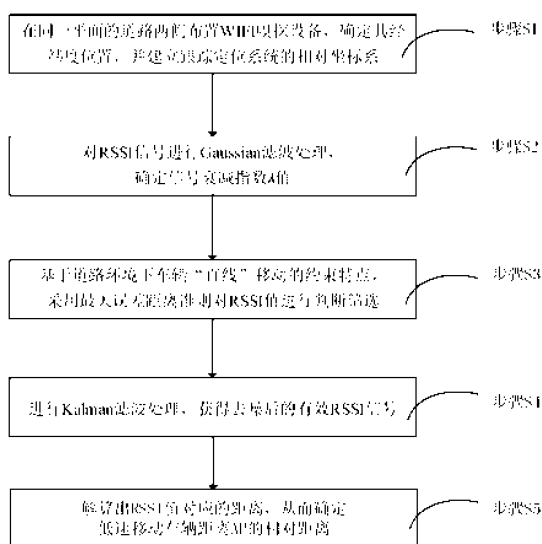 在同一平面的道路两侧布置WIFI嗅探设备，确定其经
纬度位置，并建立跟踪定位系统的相对坐标系
步骤S1
对RSSI信号进行Gaussian滤波处理，
确定信号衰减指数λ值
步骤S2
基于道路环境下车辆“直线”移动的约束特点，
采用最大误差距离准则对RSSI值进行判断筛选
步骤S3
进行Kalman滤波处理，获得去噪后的有效RSSI信号
步骤S4
解算出RSSI值对应的距离，从而确定
低速移动车辆距离AP的相对距离
步骤S5